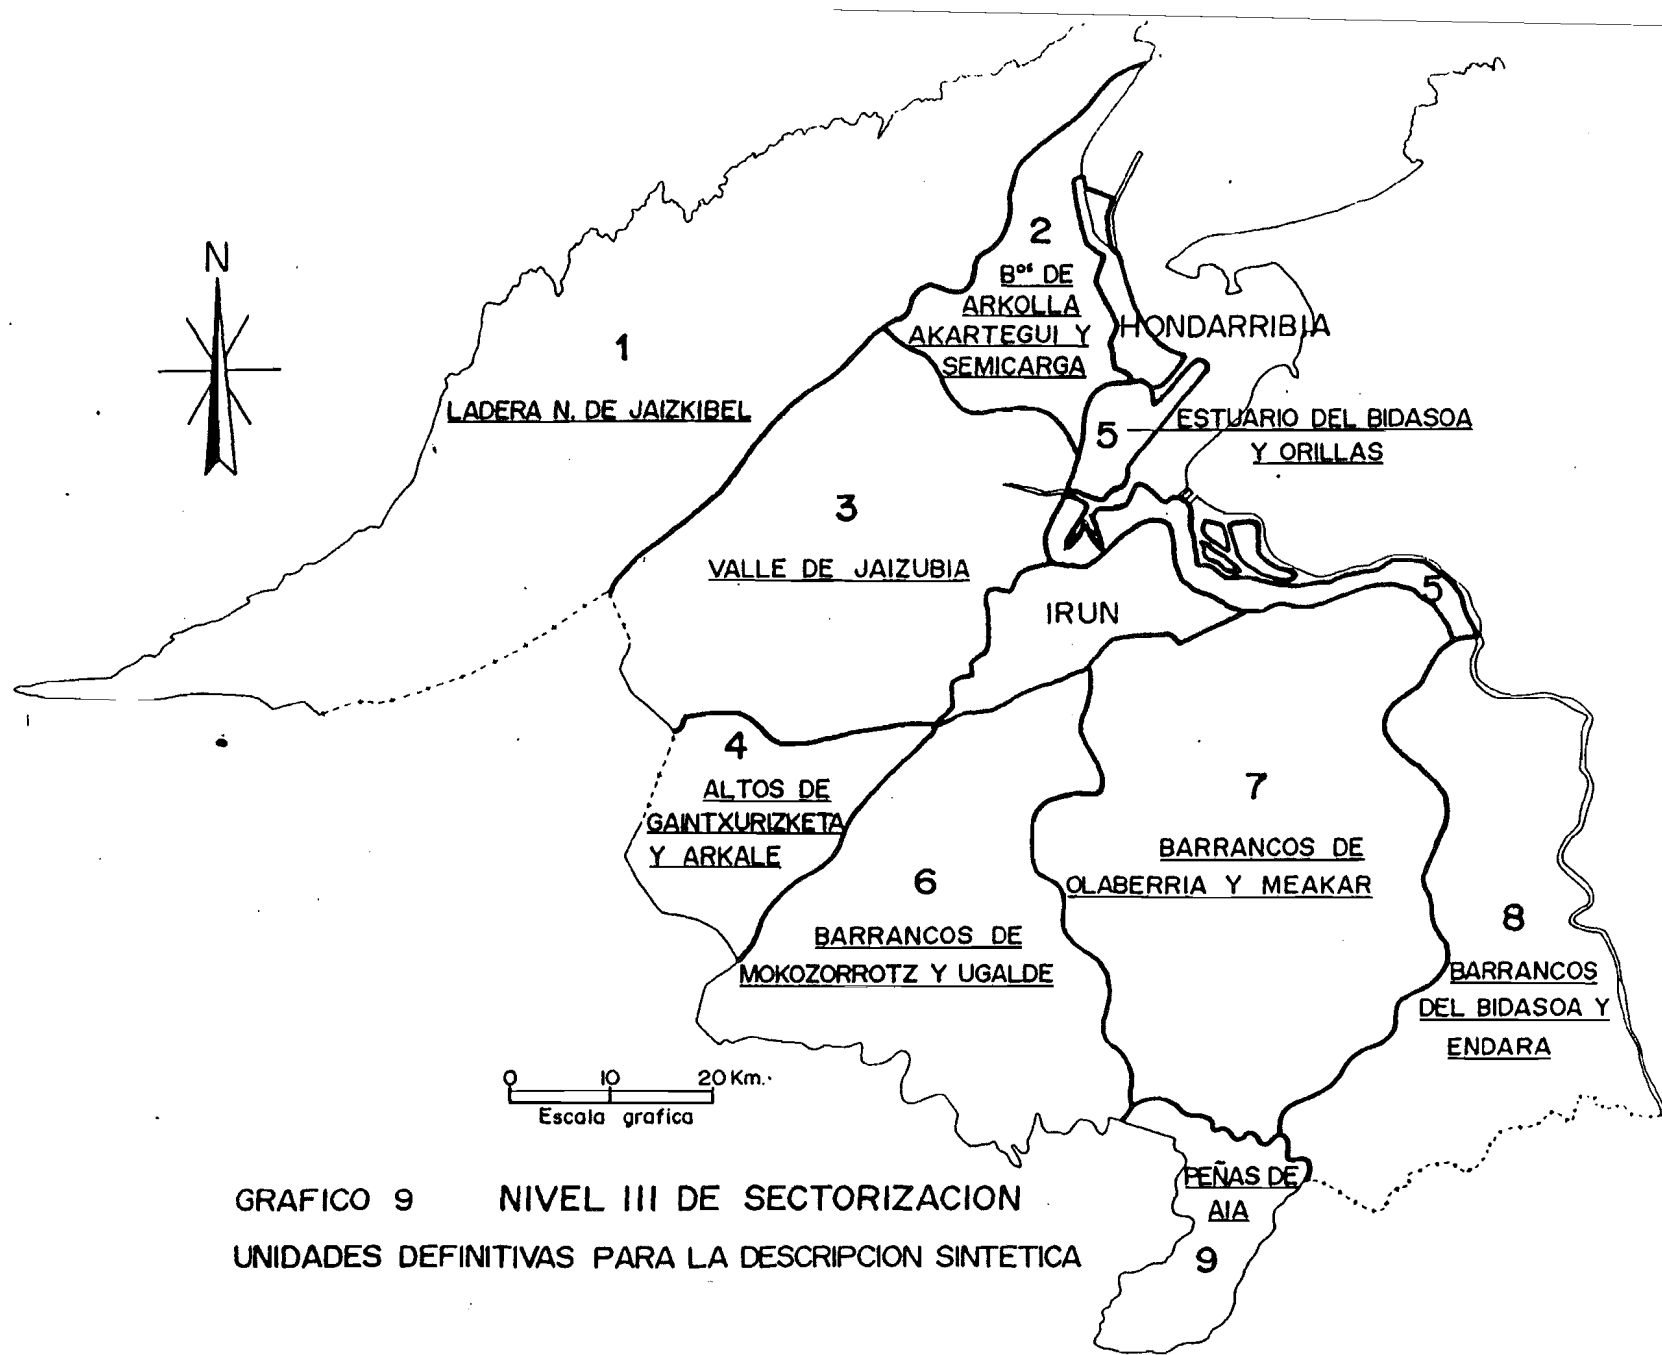 N
1
LADERA N. DE JAIZKIBEL
2
Bos DE
ARKOLLA
AKARTEGUI Y
SEMICARGA
HONDARRIBIA
5
ESTUARIO DEL BIDASOA
Y ORILLAS
3
VALLE DE JAIZUBIA
IRUN
5
4
ALTOS DE
GAINTXURIZKETA
Y ARKALE
6
BARRANCOS DE
MOKOZORROTZ Y UGALDE
7
BARRANCOS DE
OLABERRIA Y MEAKAR
8
BARRANCOS
DEL BIDASOA Y
ENDARA
0 10 20 Km.
Escala grafica
PEÑAS DE
AIA
9
GRAFICO 9 NIVEL III DE SECTORIZACION
UNIDADES DEFINITIVAS PARA LA DESCRIPCION SINTETICA